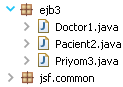 ejb3
Doctor1.java
Pacient2.java
Priyom3.java
jsf.common